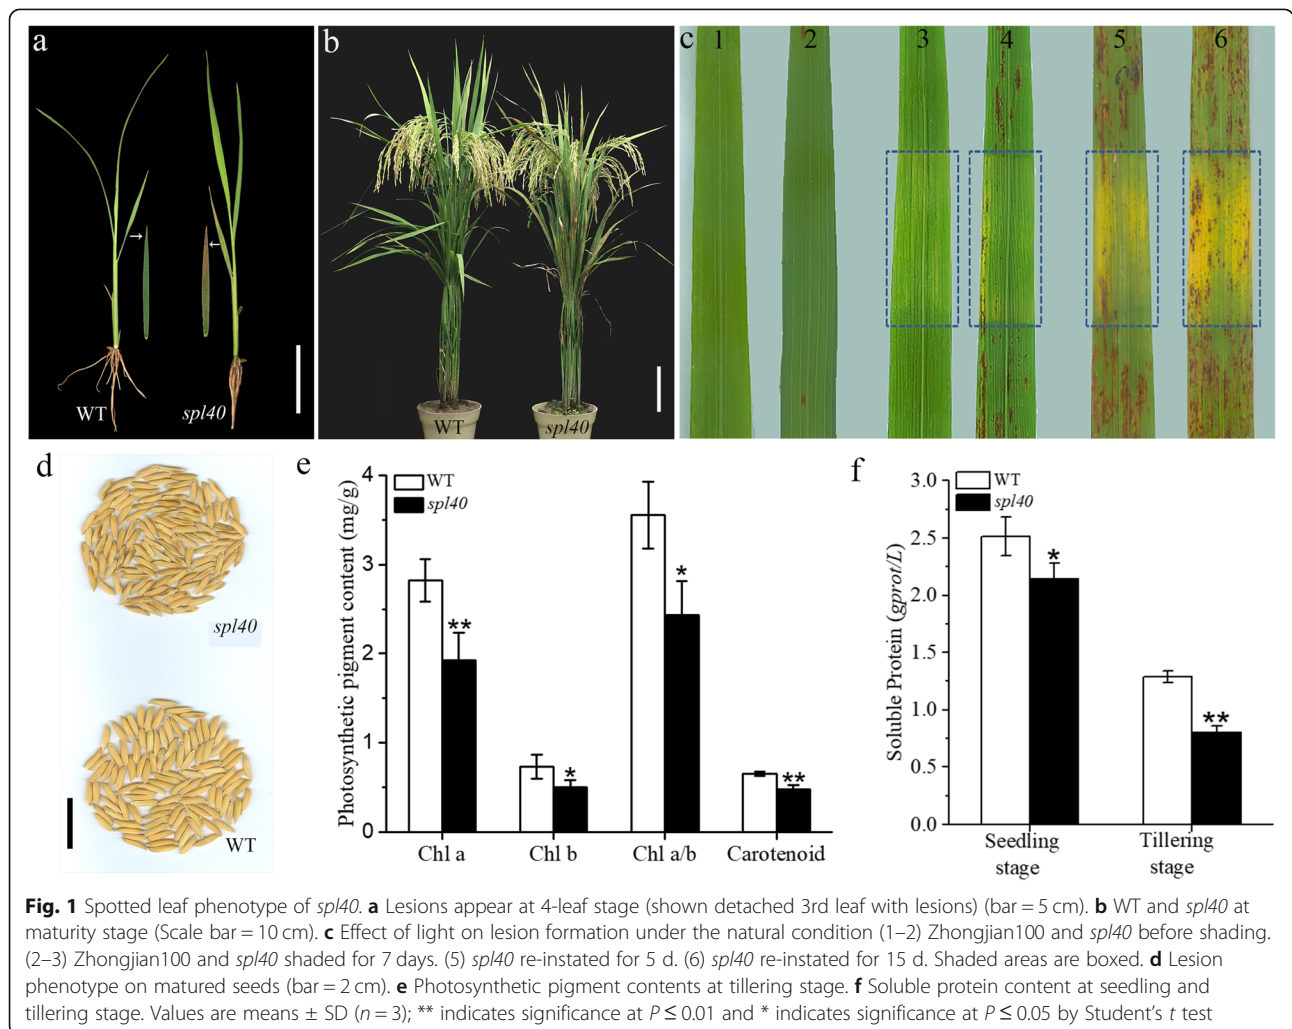 a
WT
spl40
b
WT
spl40
c
1 2 3 4 5 6
d
spl40
WT
e
WT
spl40
Photosynthetic pigment content (mg/g)
4
3
2
1
0
**
*
*
**
Chl a Chl b Chl a/b Carotenoid
f
WT
spl40
Soluble Protein (gprot/L)
3.0
2.5
2.0
1.5
1.0
0.5
0.0
*
**
Seedling
stage
Tillering
stage
Fig. 1 Spotted leaf phenotype of spl40. a Lesions appear at 4-leaf stage (shown detached 3rd leaf with lesions) (bar = 5 cm). b WT and spl40 at
maturity stage (Scale bar = 10 cm). c Effect of light on lesion formation under the natural condition (1–2) Zhongjian100 and spl40 before shading.
(2–3) Zhongjian100 and spl40 shaded for 7 days. (5) spl40 re-instated for 5 d. (6) spl40 re-instated for 15 d. Shaded areas are boxed. d Lesion
phenotype on matured seeds (bar = 2 cm). e Photosynthetic pigment contents at tillering stage. f Soluble protein content at seedling and
tillering stage. Values are means ± SD (n = 3); ** indicates significance at P ≤ 0.01 and * indicates significance at P ≤ 0.05 by Student's t test